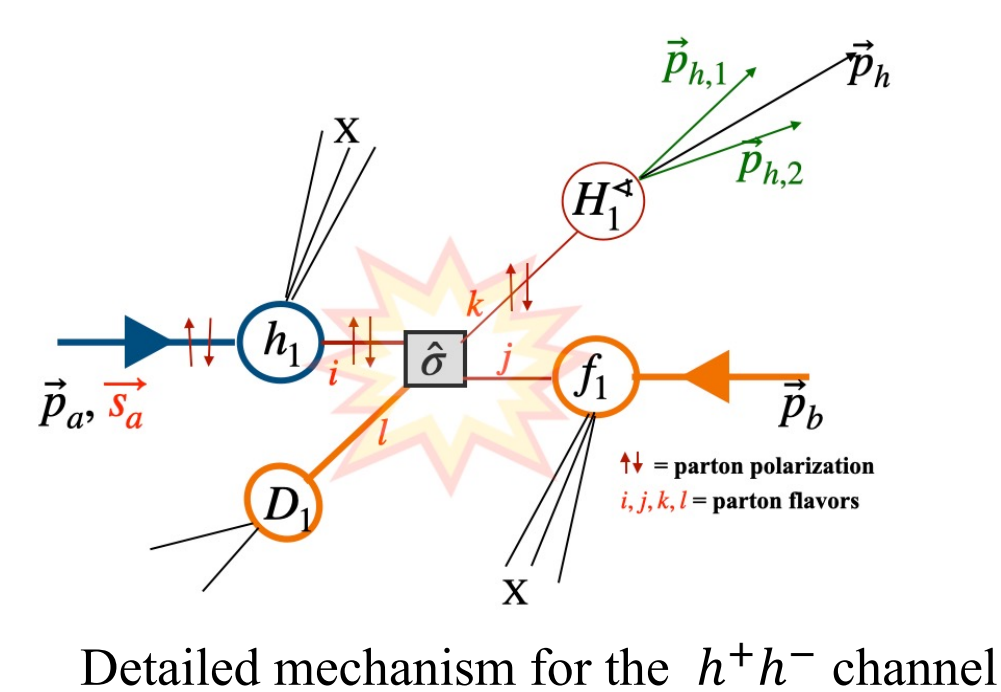 p⃗h,1
p⃗h
X
p⃗h,2
H₁∢
k
h₁
i
σ̂
j
f₁
p⃗a, s⃗a
p⃗b
l
D₁
↑↓ = parton polarization
i, j, k, l = parton flavors
X
Detailed mechanism for the h⁺h⁻ channel